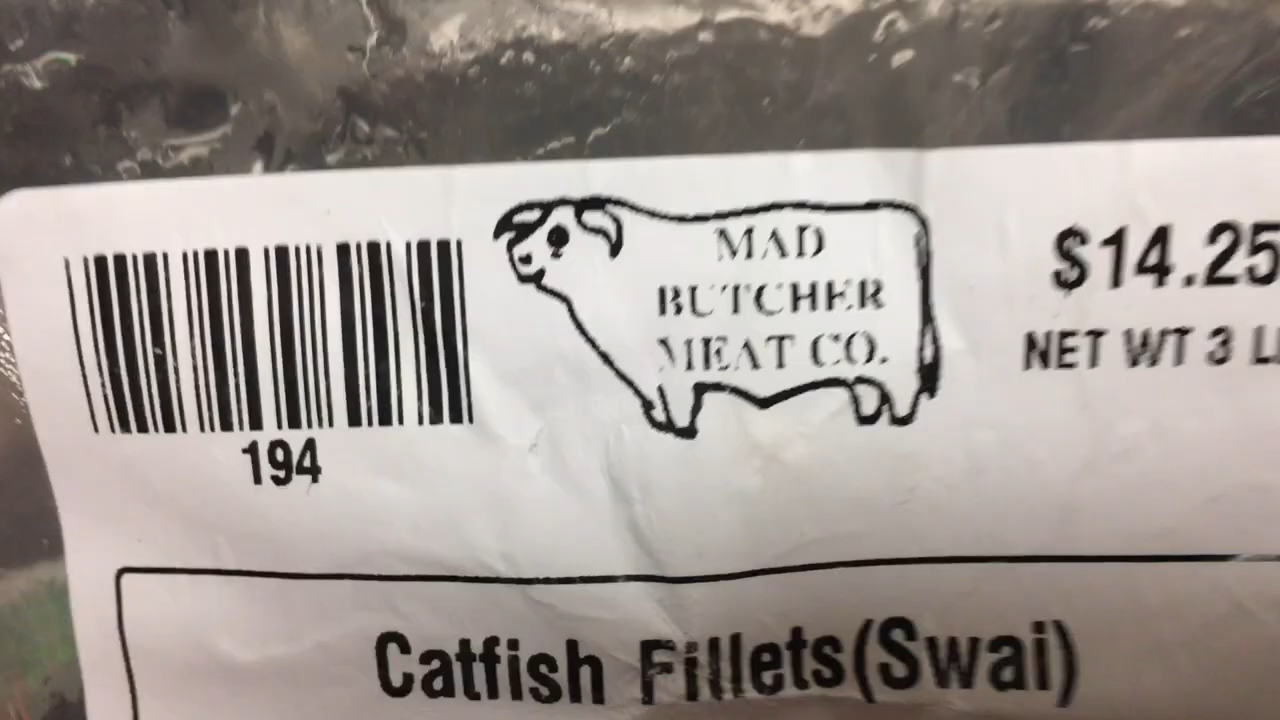 MAD
BUTCHER
MEAT CO.
$14.25
NET WT 3
194
Catfish Fillets(Swai)